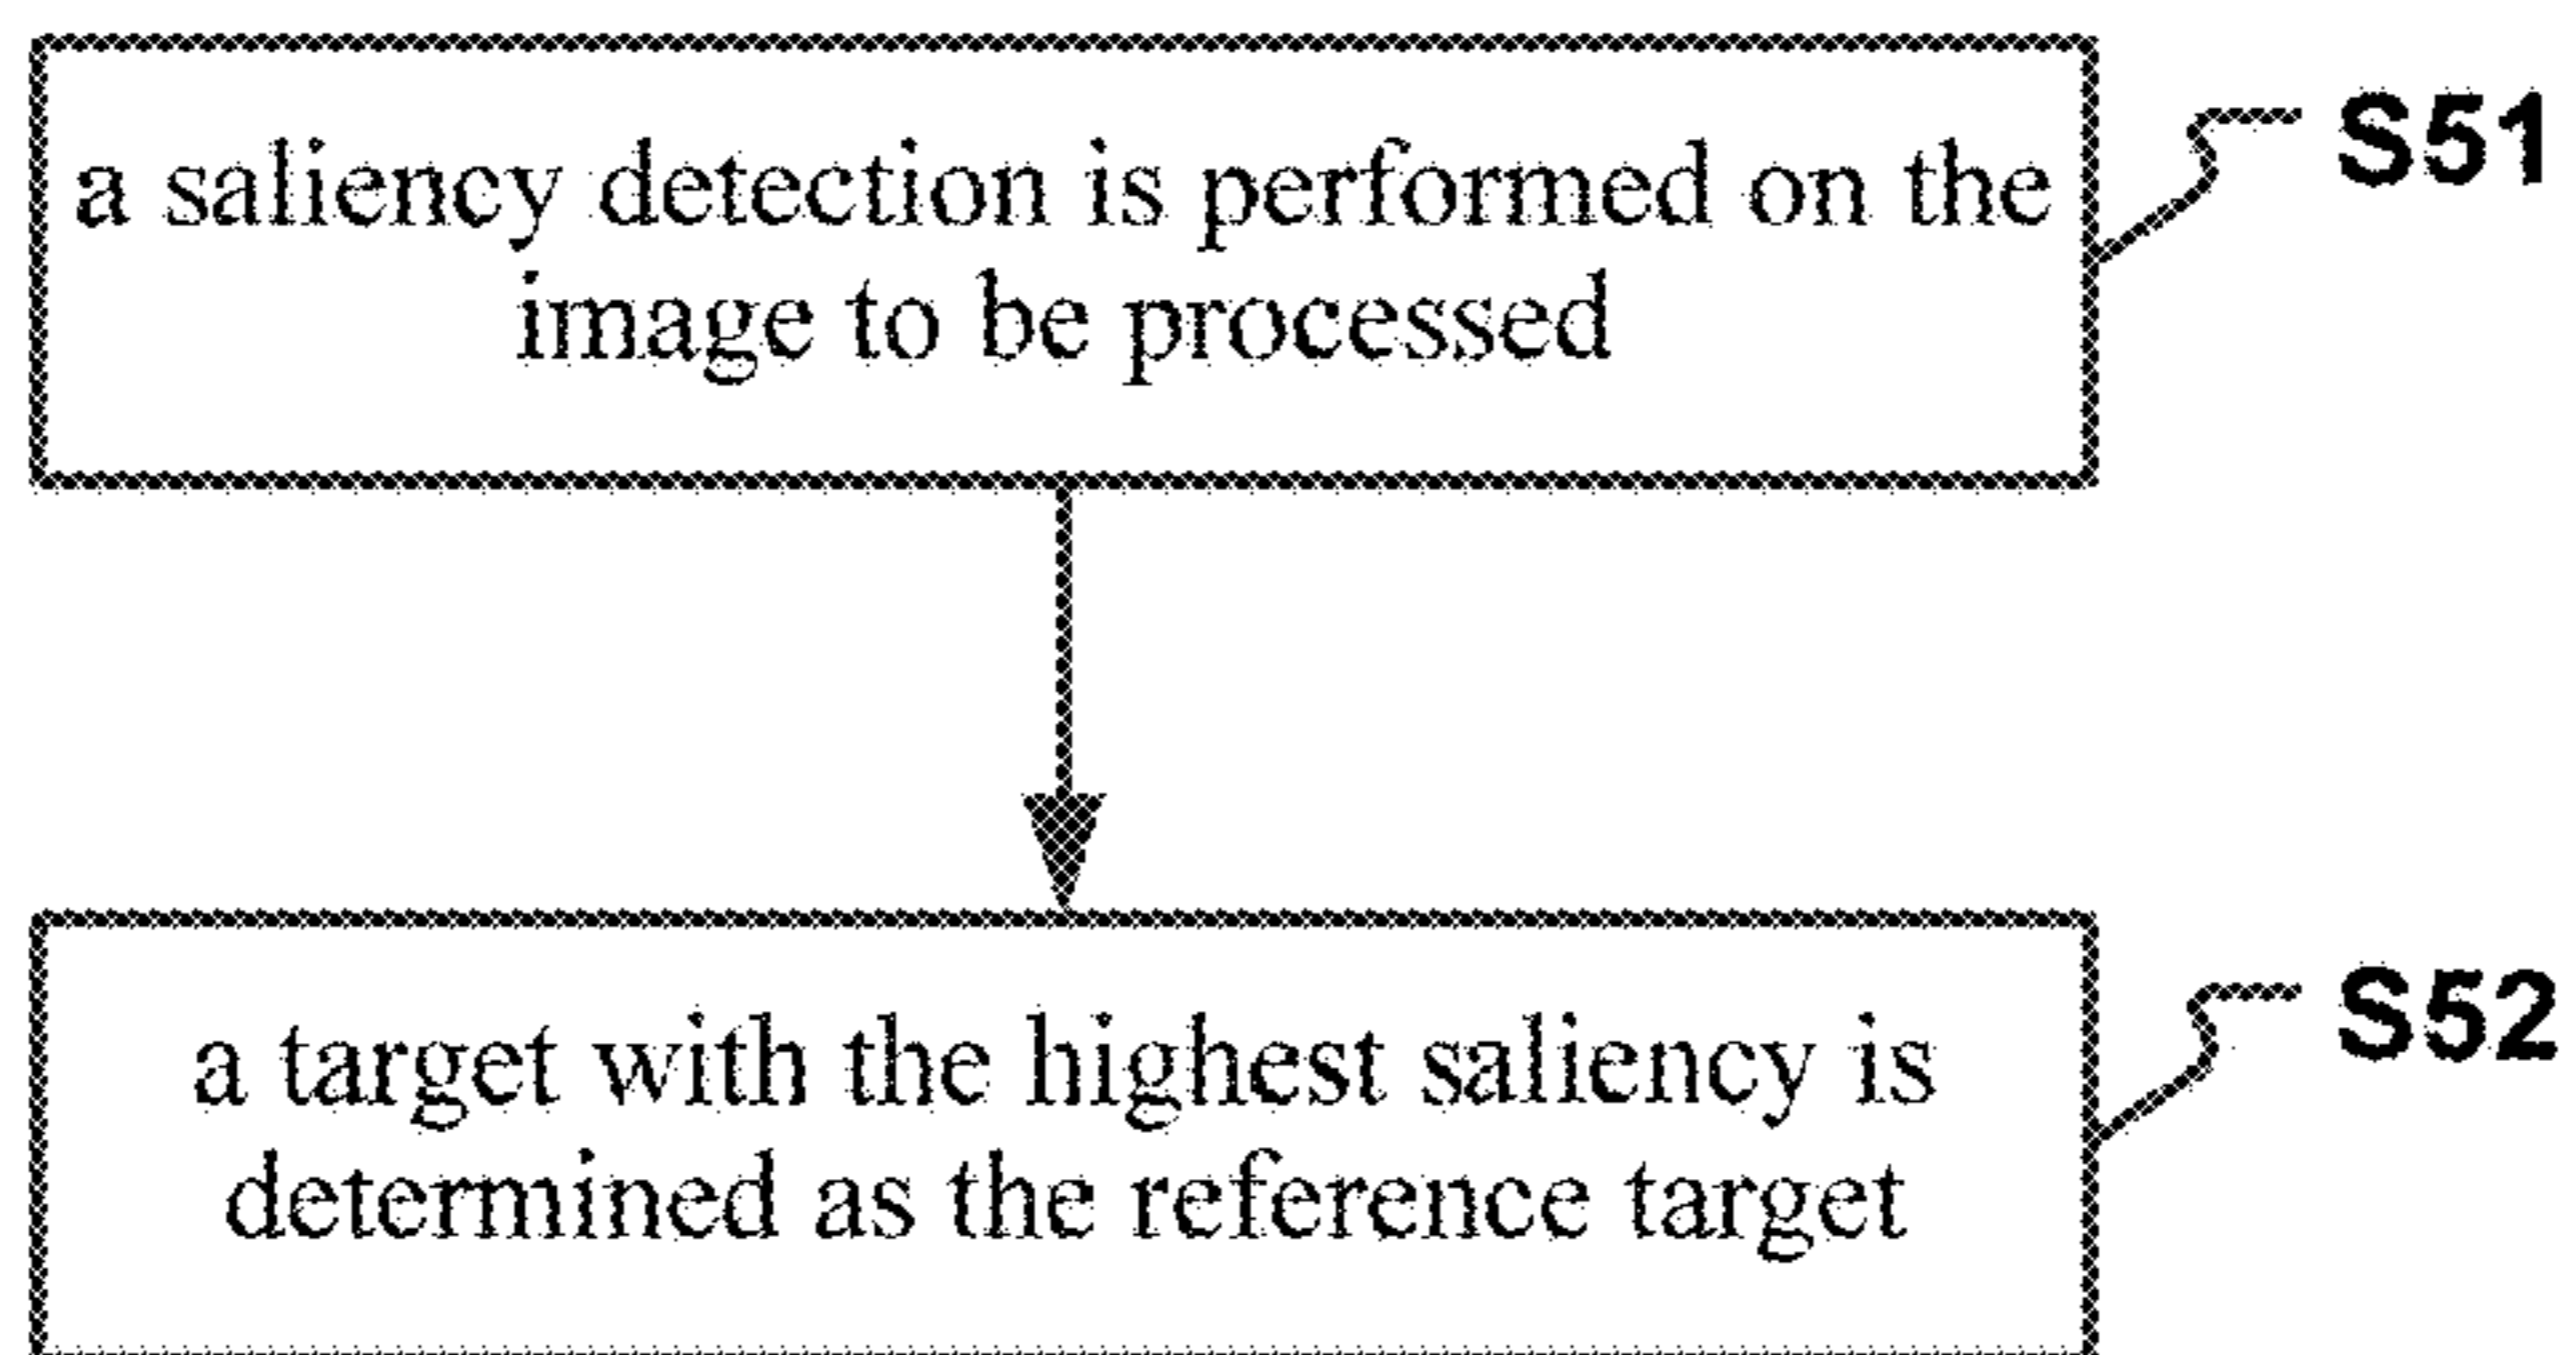 a saliency detection is performed on the
image to be processed
S51
a target with the highest saliency is
determined as the reference target
S52